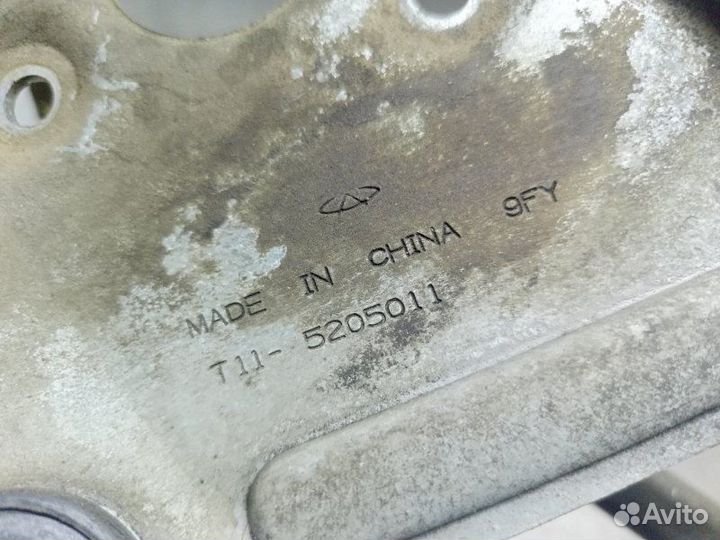 MADE IN CHINA 9FY
T11- 5205011
Avito